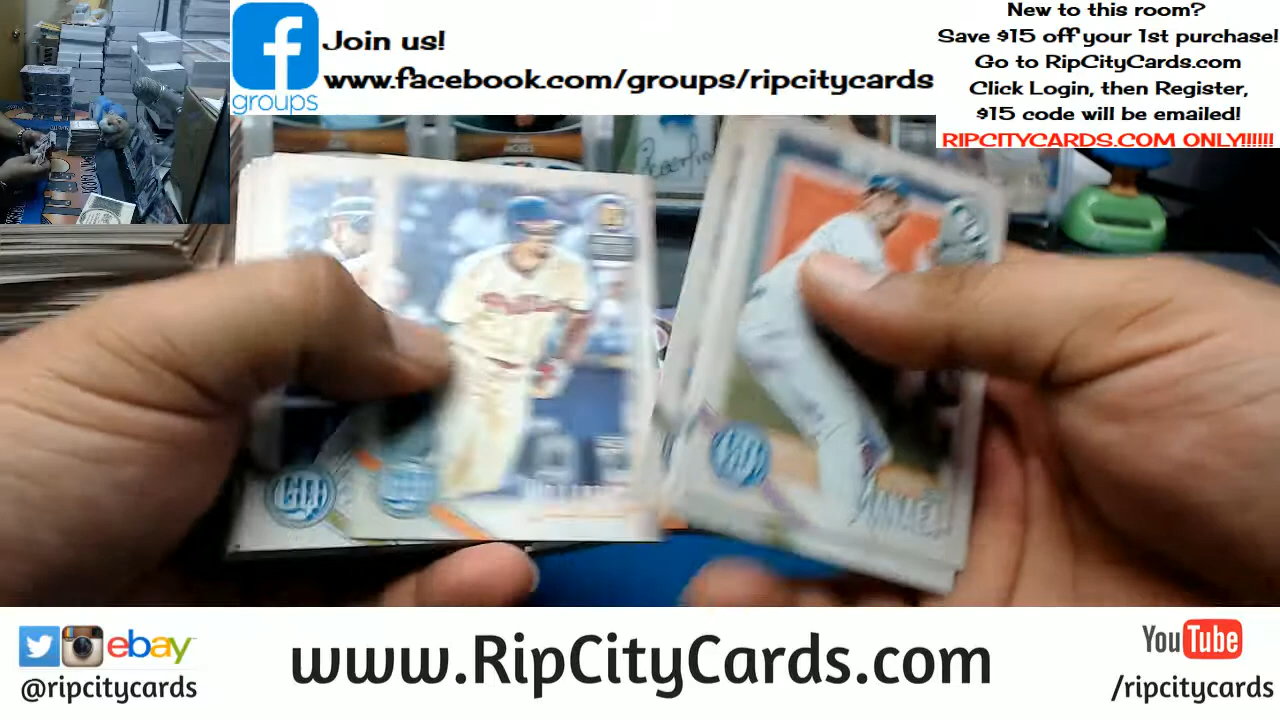 Join us!
www.facebook.com/groups/ripcitycards
groups
New to this room?
Save $15 off your 1st purchase!
Go to RipCityCards.com
Click Login, then Register,
$15 code will be emailed!
RIPCITYCARDS.COM ONLY!!!!!!
ebay
@ripcitycards
www.RipCityCards.com
YouTube
/ripcitycards